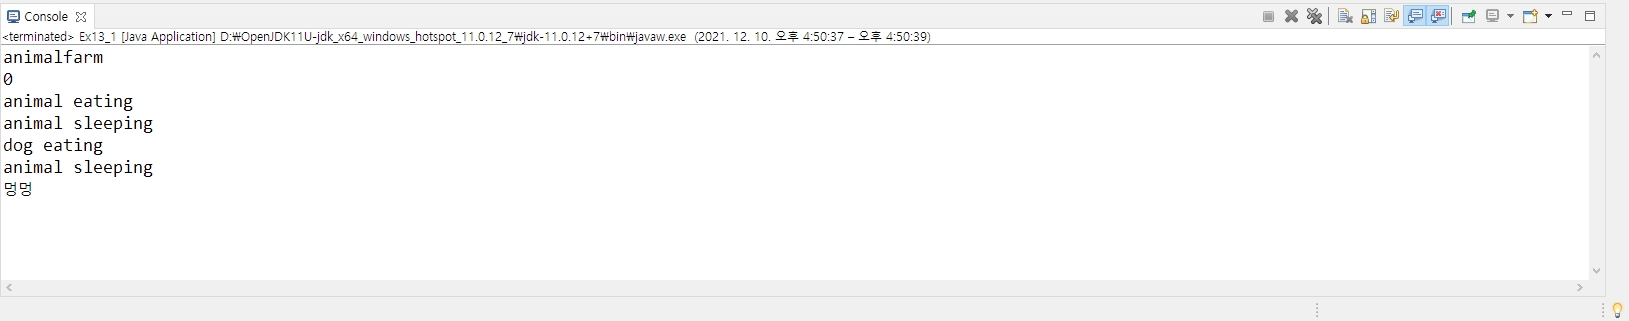 Console
<terminated> Ex13_1 [Java Application] D:₩OpenJDK11U-jdk_x64_windows_hotspot_11.0.12_7₩jdk-11.0.12+7₩bin₩javaw.exe (2021. 12. 10. 오후 4:50:37 – 오후 4:50:39)
animalfarm
0
animal eating
animal sleeping
dog eating
animal sleeping
멍멍